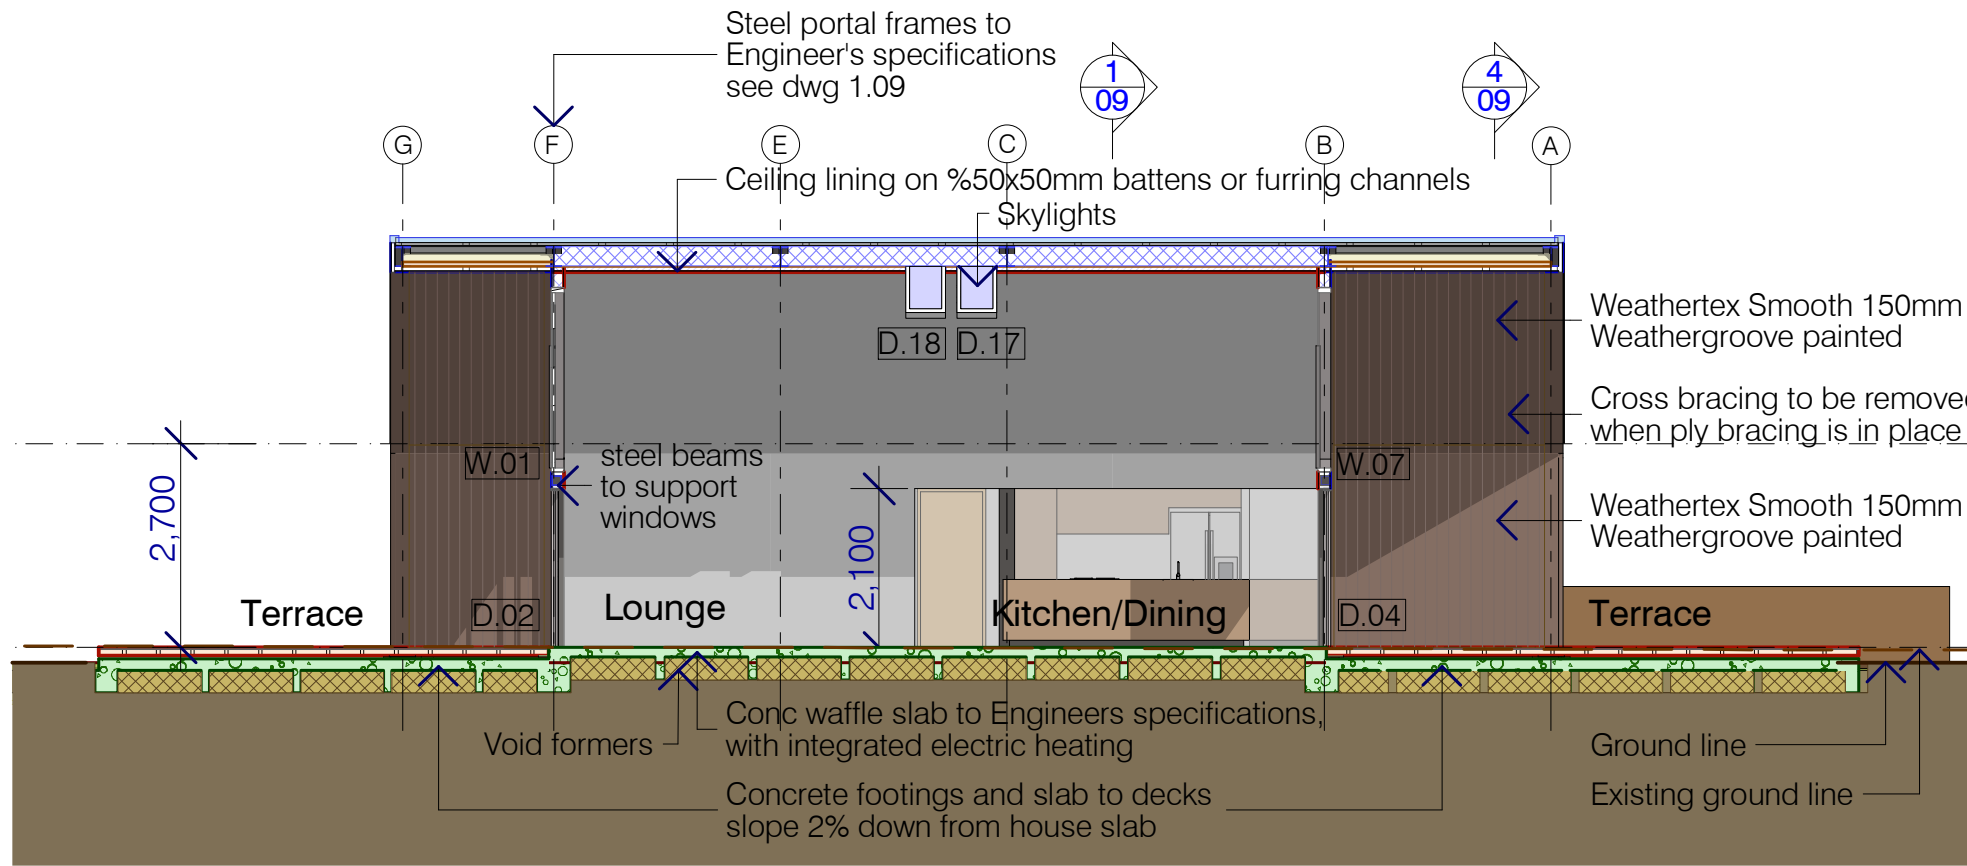 Steel portal frames to
Engineer's specifications
see dwg 1.09
1
09
4
09
G
F
E
C
B
A
Ceiling lining on %50x50mm battens or furring channels
Skylights
D.18
D.17
Weathertex Smooth 150mm
Weathergroove painted
Cross bracing to be removed
when ply bracing is in place
W.01
steel beams
to support
windows
W.07
2,700
2,100
Weathertex Smooth 150mm
Weathergroove painted
Terrace
D.02
Lounge
Kitchen/Dining
D.04
Terrace
Void formers
Conc waffle slab to Engineers specifications,
with integrated electric heating
Ground line
Concrete footings and slab to decks
slope 2% down from house slab
Existing ground line